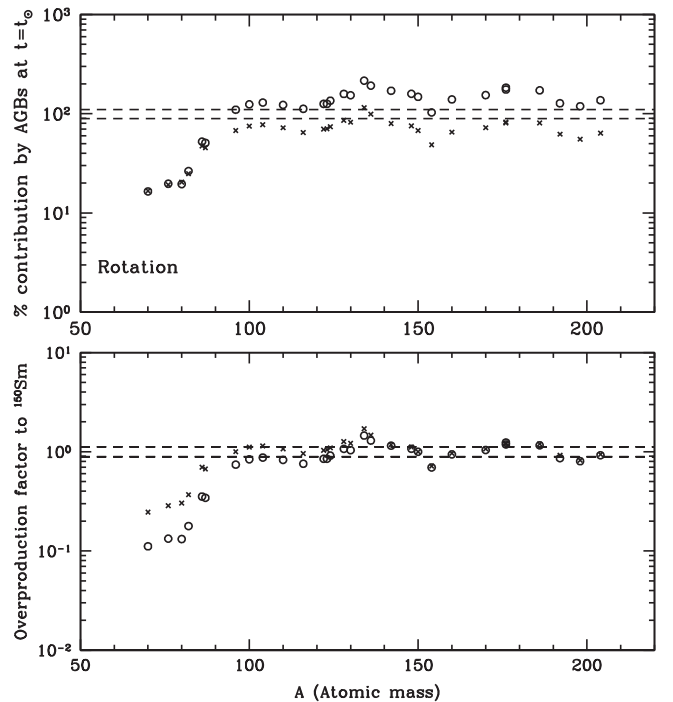 % contribution by AGBs at t=t⊙
10³
10²
10¹
10⁰
Rotation
50 100 150 200
Overproduction factor to ¹⁵⁰Sm
10¹
10⁰
10⁻¹
10⁻²
50 100 150 200
A (Atomic mass)